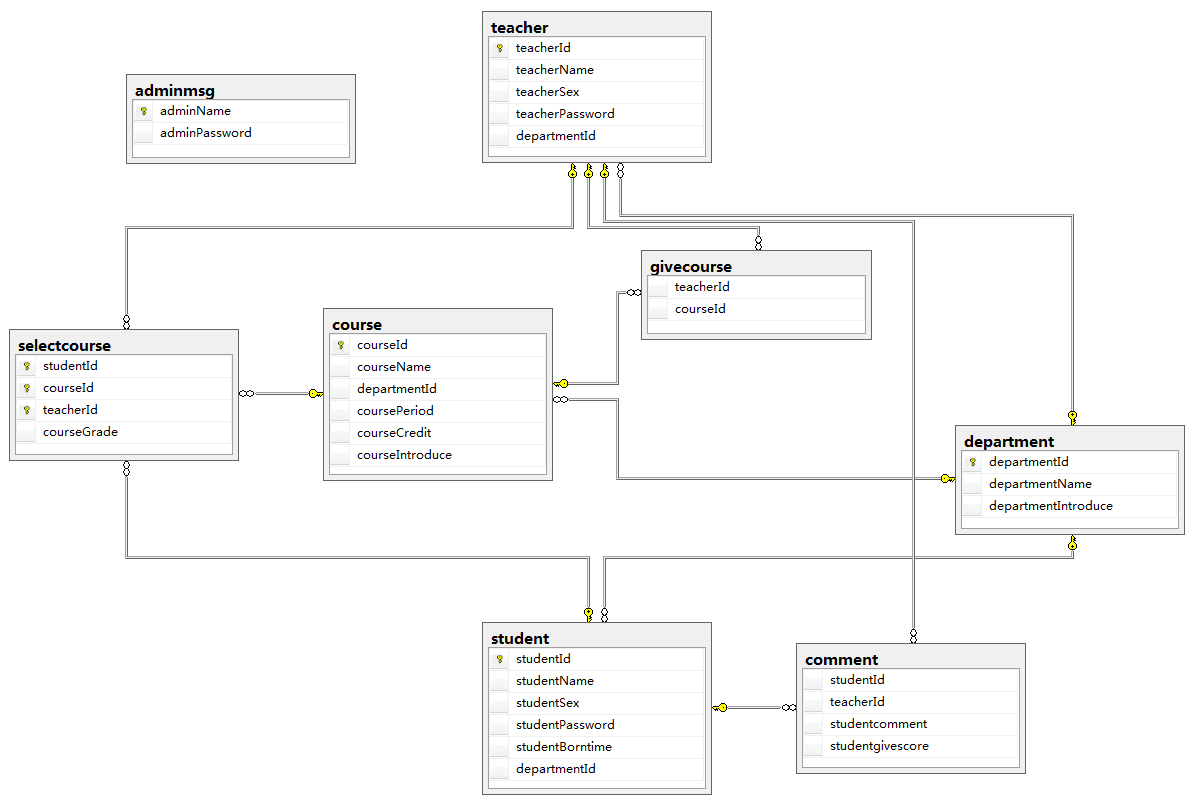 teacher
teacherId
teacherName
teacherSex
teacherPassword
departmentId
adminmsg
adminName
adminPassword
givecourse
teacherId
courseId
course
courseId
courseName
departmentId
coursePeriod
courseCredit
courseIntroduce
selectcourse
studentId
courseId
teacherId
courseGrade
department
departmentId
departmentName
departmentIntroduce
student
studentId
studentName
studentSex
studentPassword
studentBorntime
departmentId
comment
studentId
teacherId
studentcomment
studentgivescore